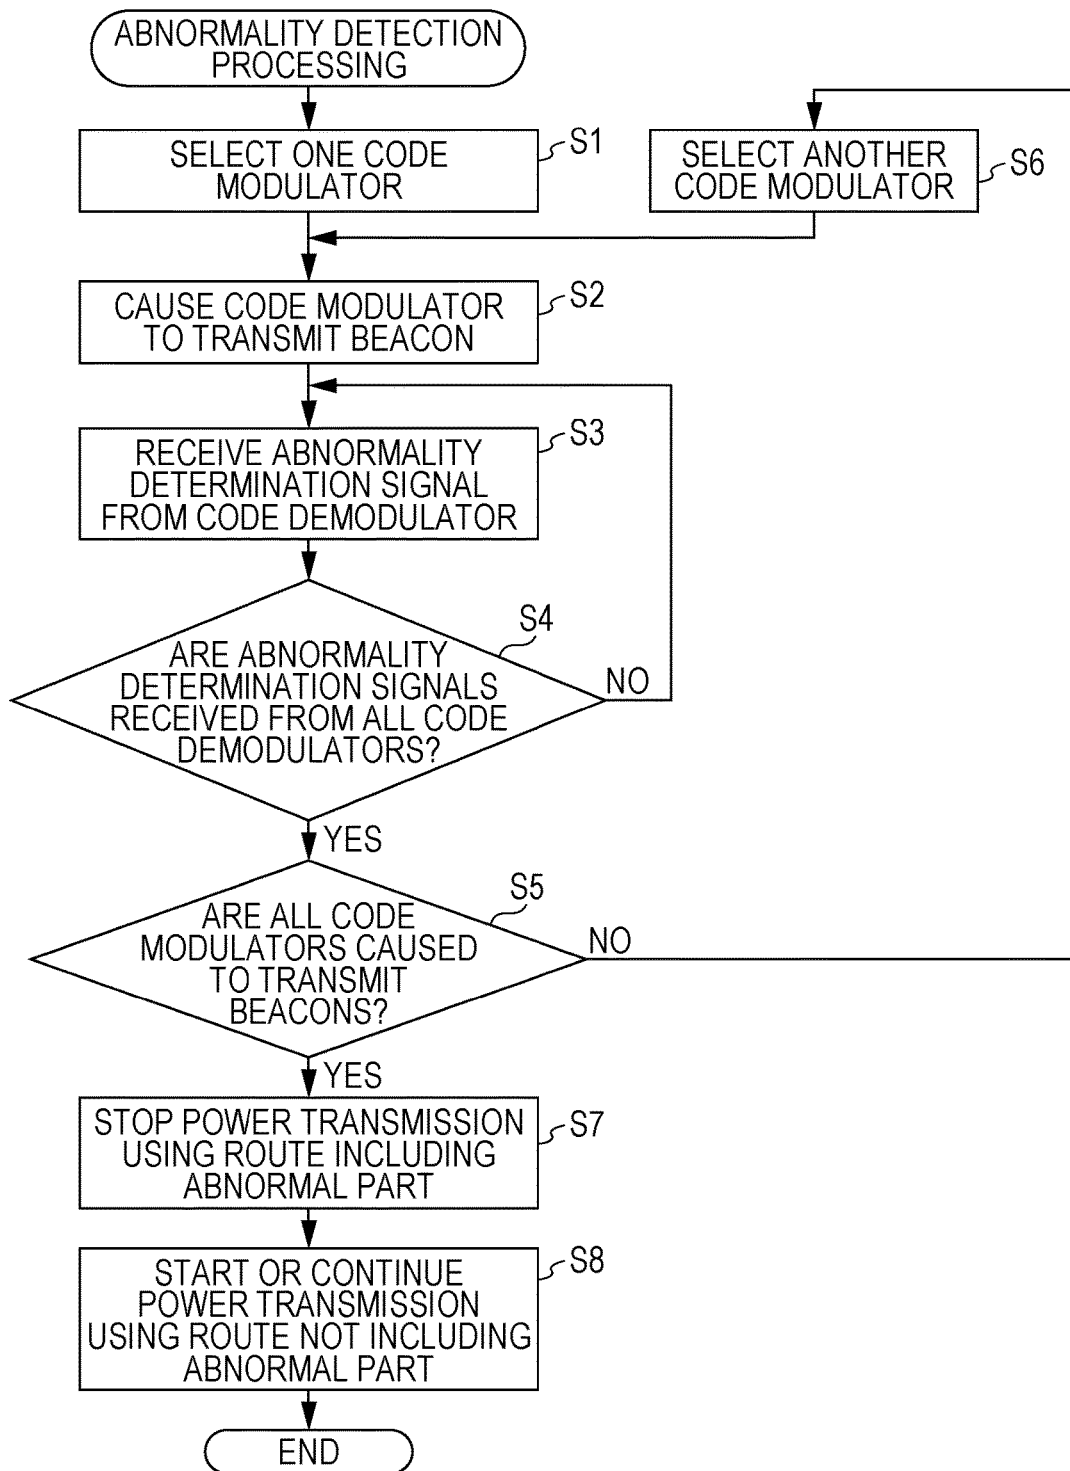 ABNORMALITY DETECTION
PROCESSING
SELECT ONE CODE
MODULATOR
S1
SELECT ANOTHER
CODE MODULATOR
S6
CAUSE CODE MODULATOR
TO TRANSMIT BEACON
S2
RECEIVE ABNORMALITY
DETERMINATION SIGNAL
FROM CODE DEMODULATOR
S3
ARE ABNORMALITY
DETERMINATION SIGNALS
RECEIVED FROM ALL CODE
DEMODULATORS?
S4
NO
YES
ARE ALL CODE
MODULATORS CAUSED
TO TRANSMIT
BEACONS?
S5
NO
YES
STOP POWER TRANSMISSION
USING ROUTE INCLUDING
ABNORMAL PART
S7
START OR CONTINUE
POWER TRANSMISSION
USING ROUTE NOT INCLUDING
ABNORMAL PART
S8
END